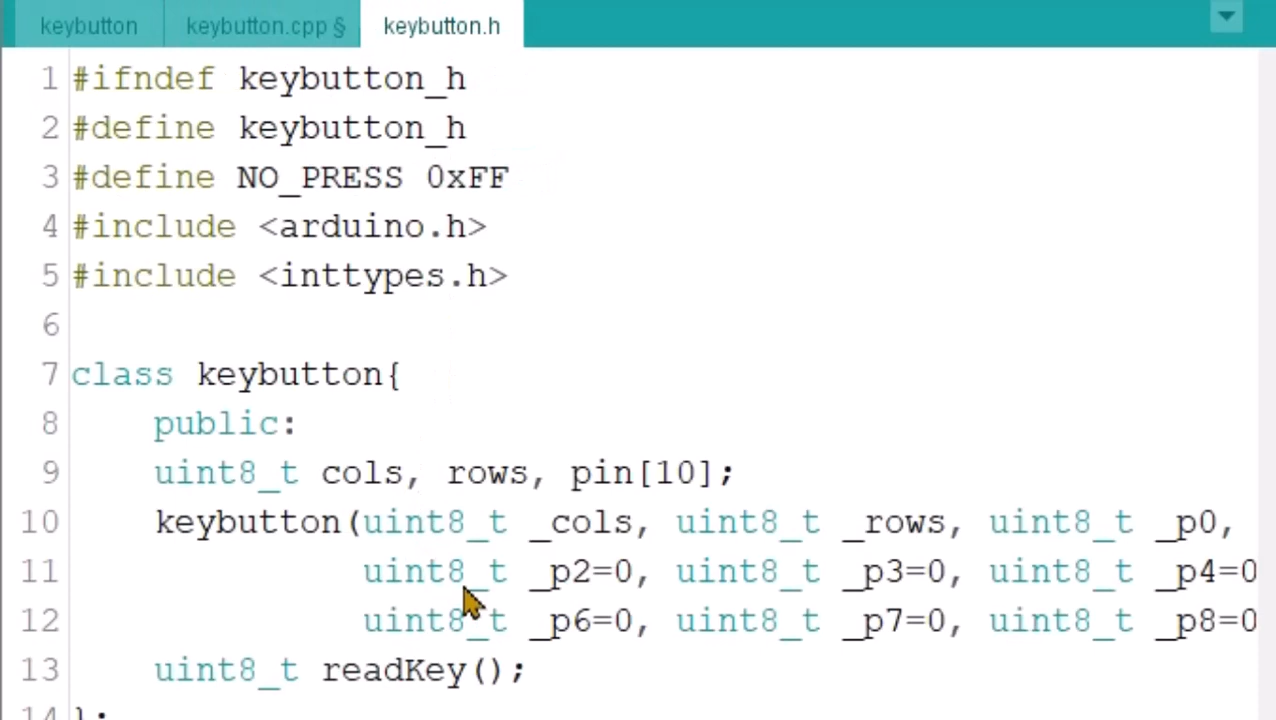 keybutton keybutton.cpp § keybutton.h
1 #ifndef keybutton_h
2 #define keybutton_h
3 #define NO_PRESS 0xFF
4 #include <arduino.h>
5 #include <inttypes.h>
6
7 class keybutton{
8 public:
9 uint8_t cols, rows, pin[10];
10 keybutton(uint8_t _cols, uint8_t _rows, uint8_t _p0,
11 uint8_t _p2=0, uint8_t _p3=0, uint8_t _p4=0
12 uint8_t _p6=0, uint8_t _p7=0, uint8_t _p8=0
13 uint8_t readKey();
14 };